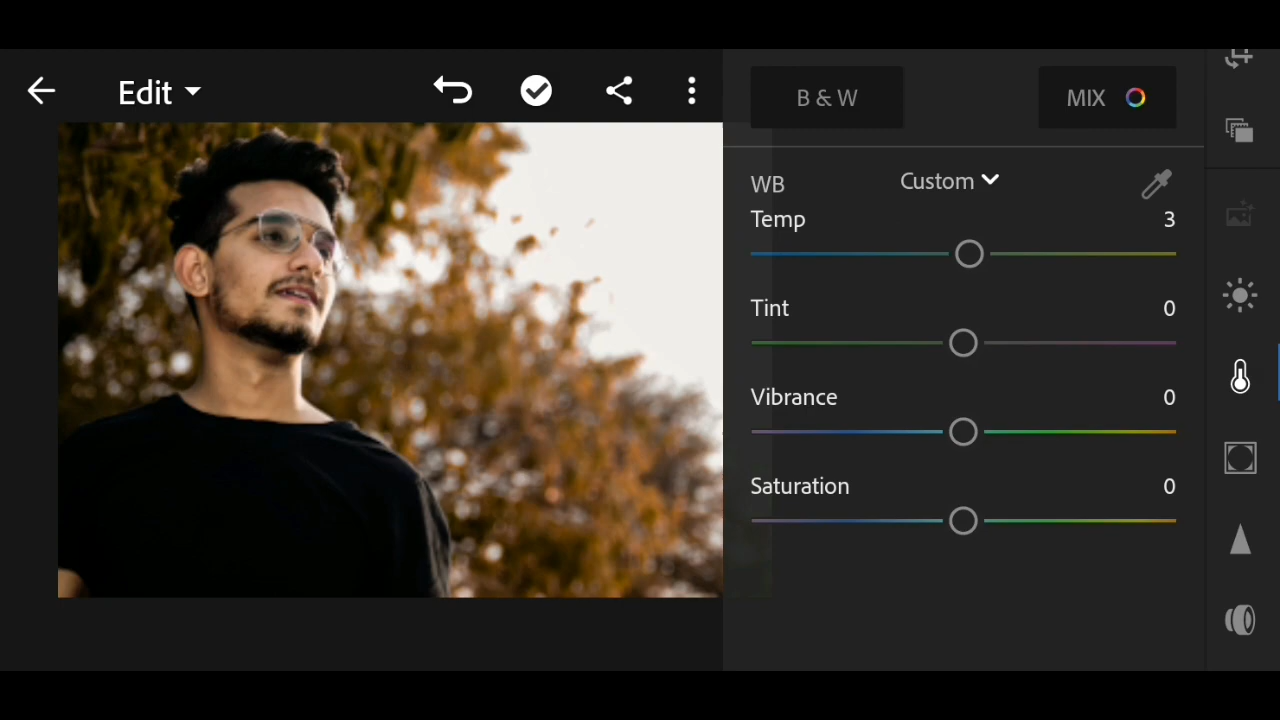 Edit
B & W
MIX
WB
Custom
Temp 3
Tint 0
Vibrance 0
Saturation 0